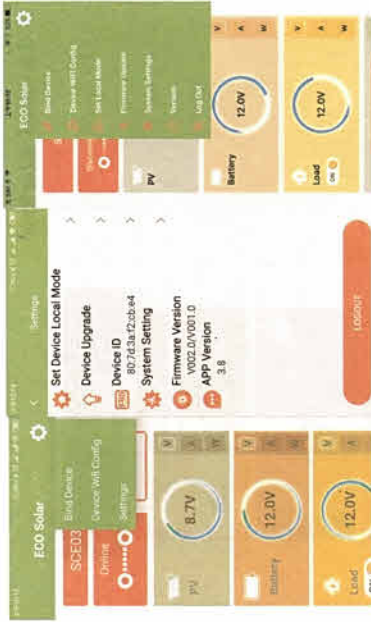 ECO Solar
Bind Device
Device Wifi Config
Settings
SCE03
Online
PV
8.7V
V
A
W
Battery
12.0V
V
A
W
Load
12.0V
V
A
ON
Settings
Set Device Local Mode
Device Upgrade
Device ID
80:7d:3a:f2:cb:e4
System Setting
Firmware Version
V002.0/V001.0
APP Version
3.8
LOGOUT
ECO Solar
Bind Device
Device WiFi Config
Set Local Mode
Firmware Update
System Settings
Version
Log Out
PV
Battery
12.0V
V
A
W
Load
ON
12.0V
V
A
W